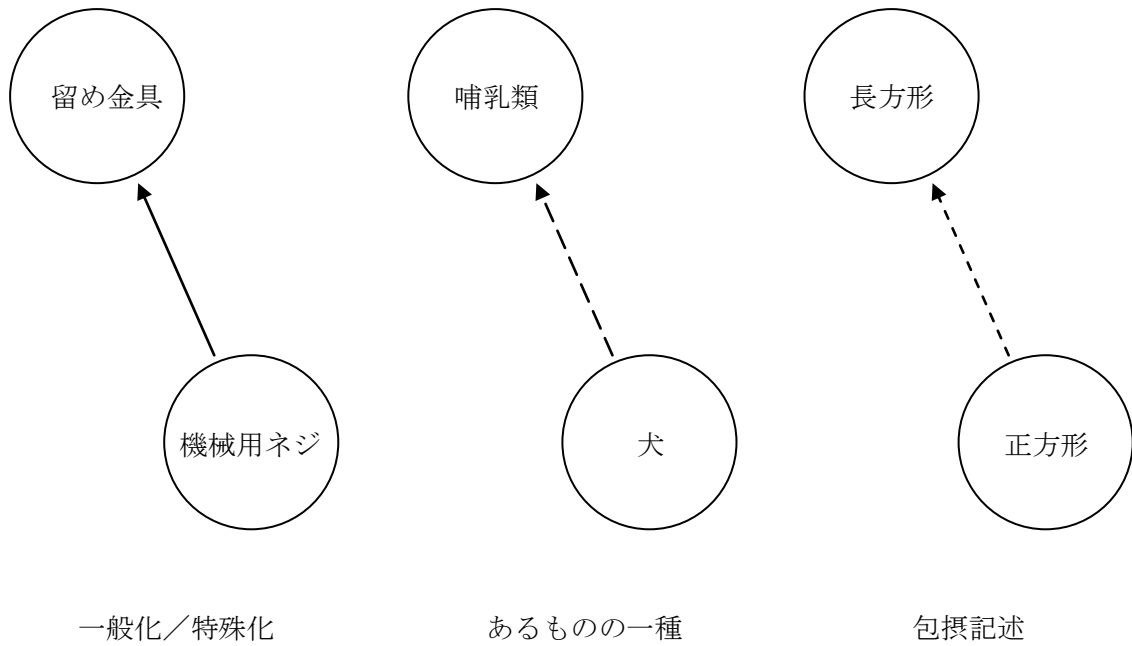 留め金具
哺乳類
長方形
機械用ネジ
犬
正方形
一般化／特殊化
あるものの一種
包摂記述